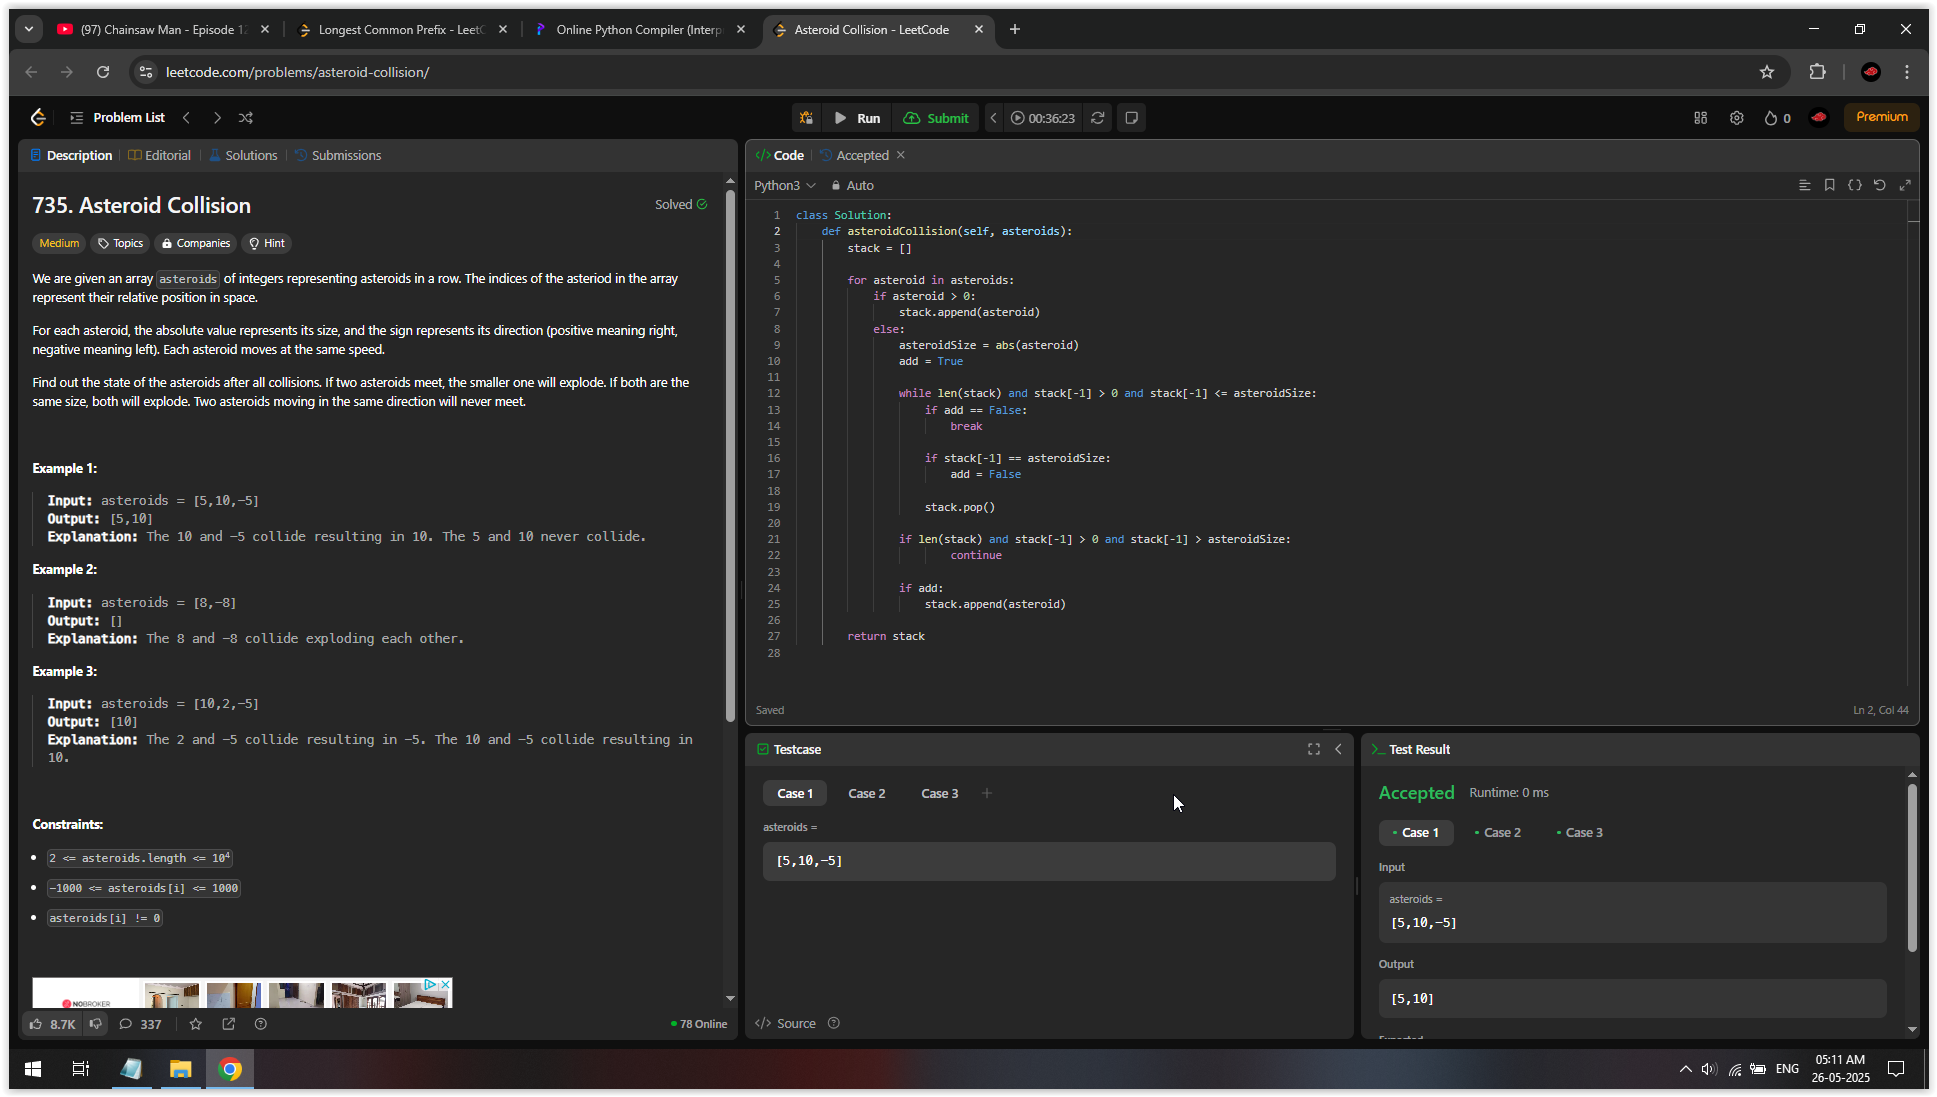 (97) Chainsaw Man - Episode 12
Longest Common Prefix - LeetC
Online Python Compiler (Interp
Asteroid Collision - LeetCode
leetcode.com/problems/asteroid-collision/
Problem List
Run
Submit
00:36:23
0
Premium
Description
Editorial
Solutions
Submissions
735. Asteroid Collision
Solved
Medium
Topics
Companies
Hint
We are given an array asteroids of integers representing asteroids in a row. The indices of the asteriod in the array
represent their relative position in space.
For each asteroid, the absolute value represents its size, and the sign represents its direction (positive meaning right,
negative meaning left). Each asteroid moves at the same speed.
Find out the state of the asteroids after all collisions. If two asteroids meet, the smaller one will explode. If both are the
same size, both will explode. Two asteroids moving in the same direction will never meet.
Example 1:
Input: asteroids = [5,10,-5]
Output: [5,10]
Explanation: The 10 and -5 collide resulting in 10. The 5 and 10 never collide.
Example 2:
Input: asteroids = [8,-8]
Output: []
Explanation: The 8 and -8 collide exploding each other.
Example 3:
Input: asteroids = [10,2,-5]
Output: [10]
Explanation: The 2 and -5 collide resulting in -5. The 10 and -5 collide resulting in
10.
Constraints:
2 <= asteroids.length <= 10⁴
-1000 <= asteroids[i] <= 1000
asteroids[i] != 0
NOBROKER
8.7K
337
78 Online
</> Code
Accepted
Python3
Auto
1 class Solution:
2 def asteroidCollision(self, asteroids):
3 stack = []
4
5 for asteroid in asteroids:
6 if asteroid > 0:
7 stack.append(asteroid)
8 else:
9 asteroidSize = abs(asteroid)
10 add = True
11
12 while len(stack) and stack[-1] > 0 and stack[-1] <= asteroidSize:
13 if add == False:
14 break
15
16 if stack[-1] == asteroidSize:
17 add = False
18
19 stack.pop()
20
21 if len(stack) and stack[-1] > 0 and stack[-1] > asteroidSize:
22 continue
23
24 if add:
25 stack.append(asteroid)
26
27 return stack
28
Saved
Ln 2, Col 44
Testcase
Case 1
Case 2
Case 3
+
asteroids =
[5,10,-5]
</> Source
Test Result
Accepted
Runtime: 0 ms
Case 1
Case 2
Case 3
Input
asteroids =
[5,10,-5]
Output
[5,10]
Expected
ENG
05:11 AM
26-05-2025